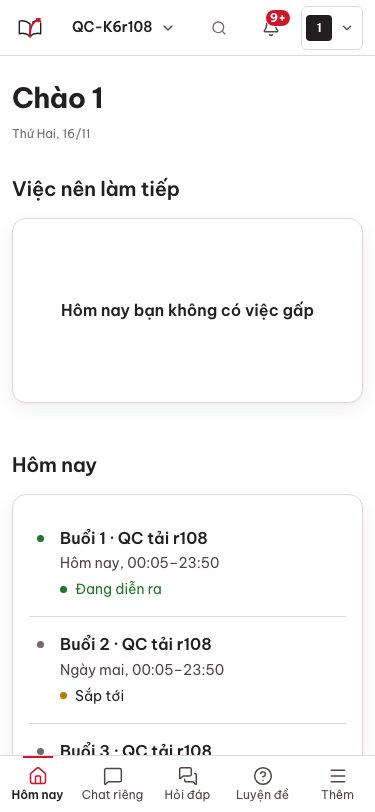 QC-K6r108
9+
1
Chào 1
Thứ Hai, 16/11
Việc nên làm tiếp
Hôm nay bạn không có việc gấp
Hôm nay
Buổi 1 · QC tải r108
Hôm nay, 00:05–23:50
Đang diễn ra
Buổi 2 · QC tải r108
Ngày mai, 00:05–23:50
Sắp tới
Buổi 3 · QC tải r108
Hôm nay
Chat riêng
Hỏi đáp
Luyện đề
Thêm